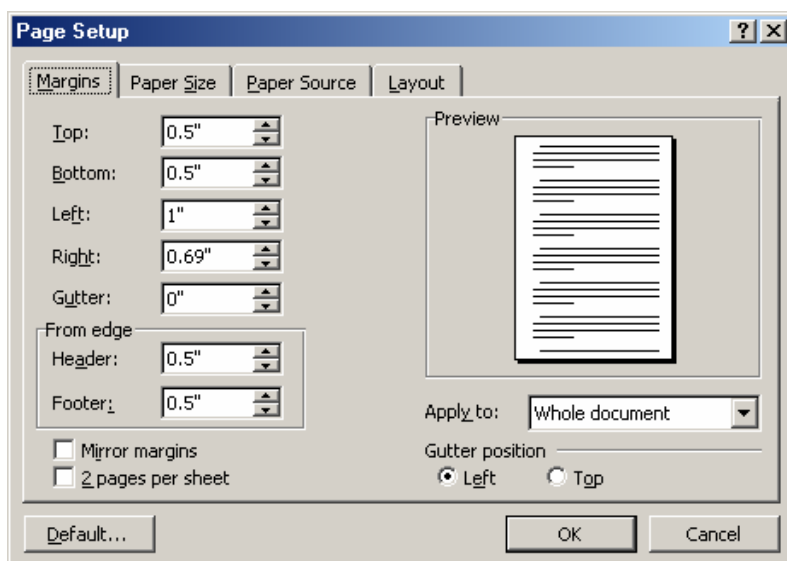 Page Setup
Margins Paper Size Paper Source Layout
Top: 0.5"
Bottom: 0.5"
Left: 1"
Right: 0.69"
Gutter: 0"
From edge
Header: 0.5"
Footer: 0.5"
Mirror margins
2 pages per sheet
Preview
Apply to: Whole document
Gutter position
Left Top
Default... OK Cancel